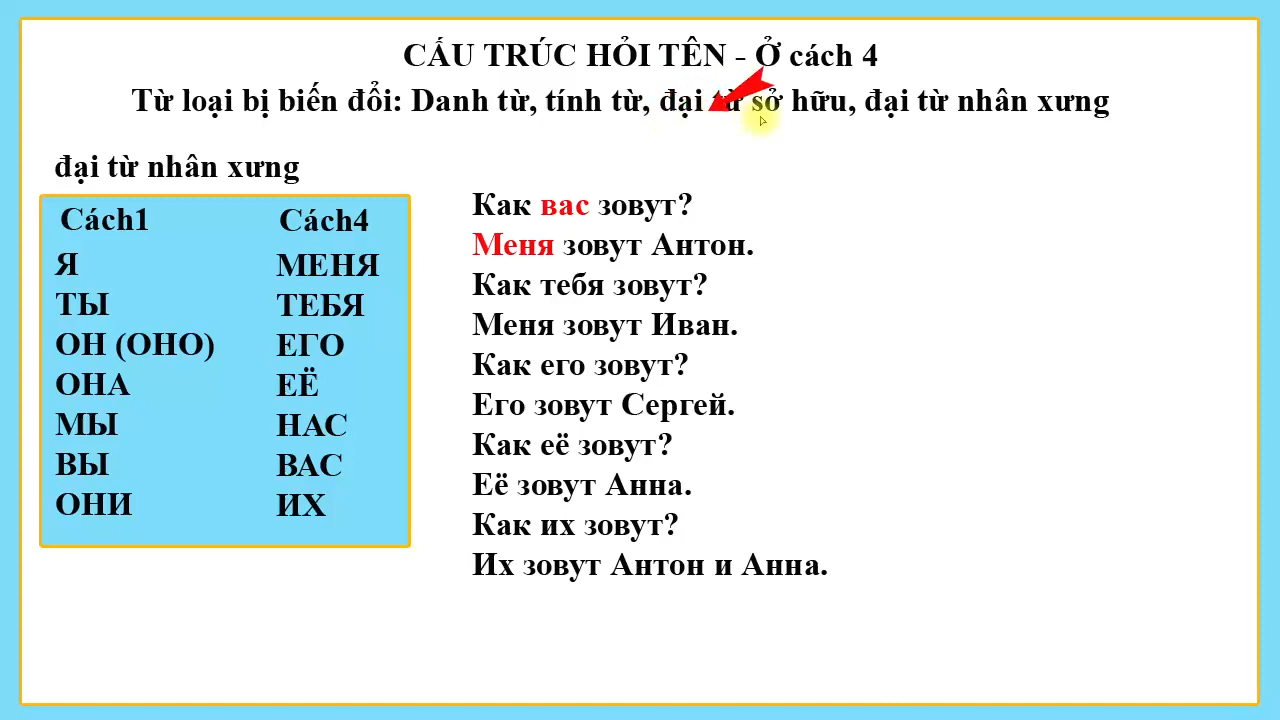 CẤU TRÚC HỎI TÊN - Ở cách 4
Từ loại bị biến đổi: Danh từ, tính từ, đại từ sở hữu, đại từ nhân xưng
đại từ nhân xưng
Cách1 Cách4
Я МЕНЯ
ТЫ ТЕБЯ
ОН (ОНО) ЕГО
ОНА ЕЁ
МЫ НАС
ВЫ ВАС
ОНИ ИХ
Как вас зовут?
Меня зовут Антон.
Как тебя зовут?
Меня зовут Иван.
Как его зовут?
Его зовут Сергей.
Как её зовут?
Её зовут Анна.
Как их зовут?
Их зовут Антон и Анна.